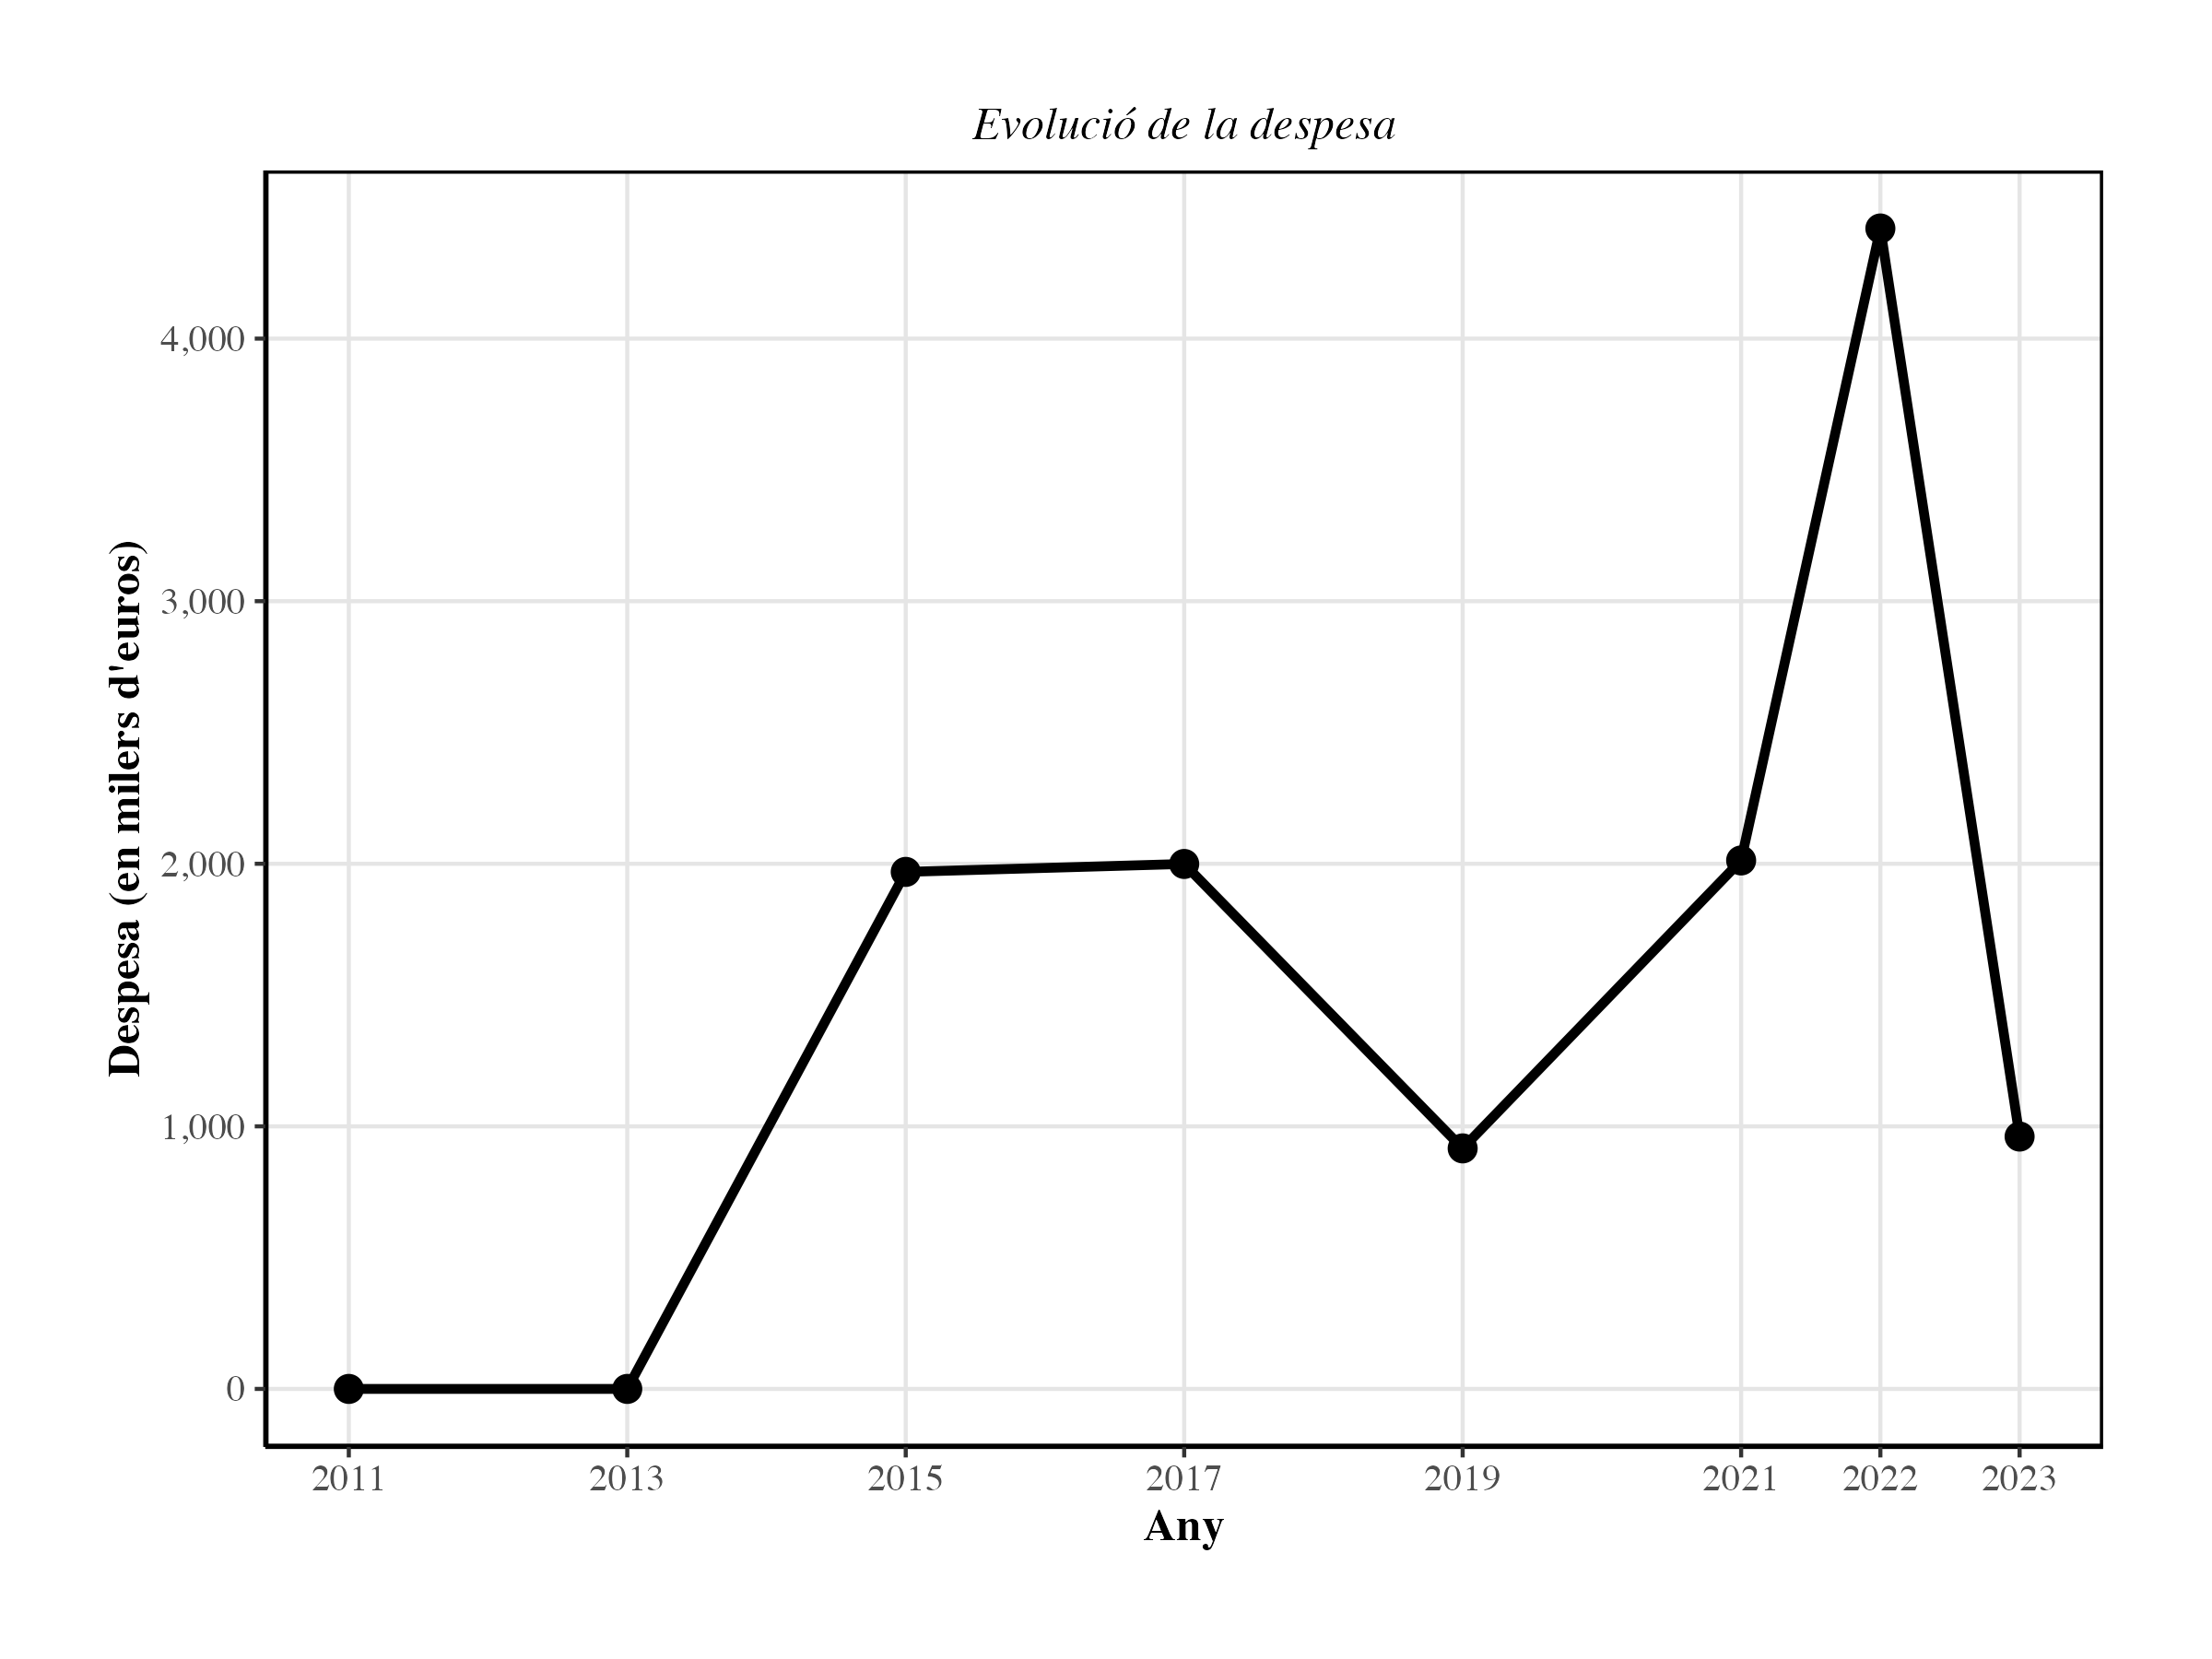 Evolució de la despesa
Despesa (en milers d'euros)
4,000
3,000
2,000
1,000
0
2011 2013 2015 2017 2019 2021 2022 2023
Any